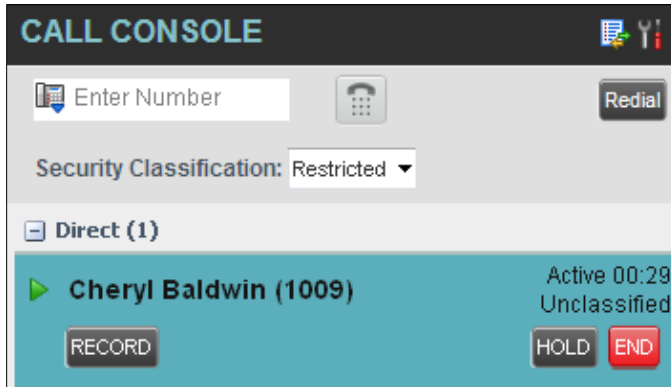 CALL CONSOLE
Enter Number
Redial
Security Classification: Restricted
Direct (1)
Cheryl Baldwin (1009)
Active 00:29
Unclassified
RECORD
HOLD
END